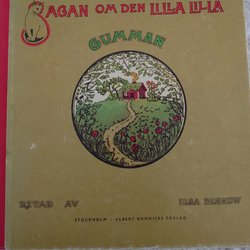 SAGAN OM DEN LILLA LILLA
GUMMAN
RITAD AV ELSA BESKOW
STOCKHOLM - ALBERT BONNIERS FÖRLAG